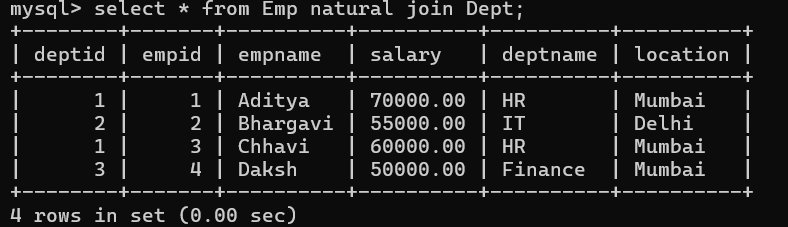 mysql> select * from Emp natural join Dept;
+--------+-------+----------+----------+----------+----------+
| deptid | empid | empname  | salary   | deptname | location |
+--------+-------+----------+----------+----------+----------+
|      1 |     1 | Aditya   | 70000.00 | HR       | Mumbai   |
|      2 |     2 | Bhargavi | 55000.00 | IT       | Delhi    |
|      1 |     3 | Chhavi   | 60000.00 | HR       | Mumbai   |
|      3 |     4 | Daksh    | 50000.00 | Finance  | Mumbai   |
+--------+-------+----------+----------+----------+----------+
4 rows in set (0.00 sec)